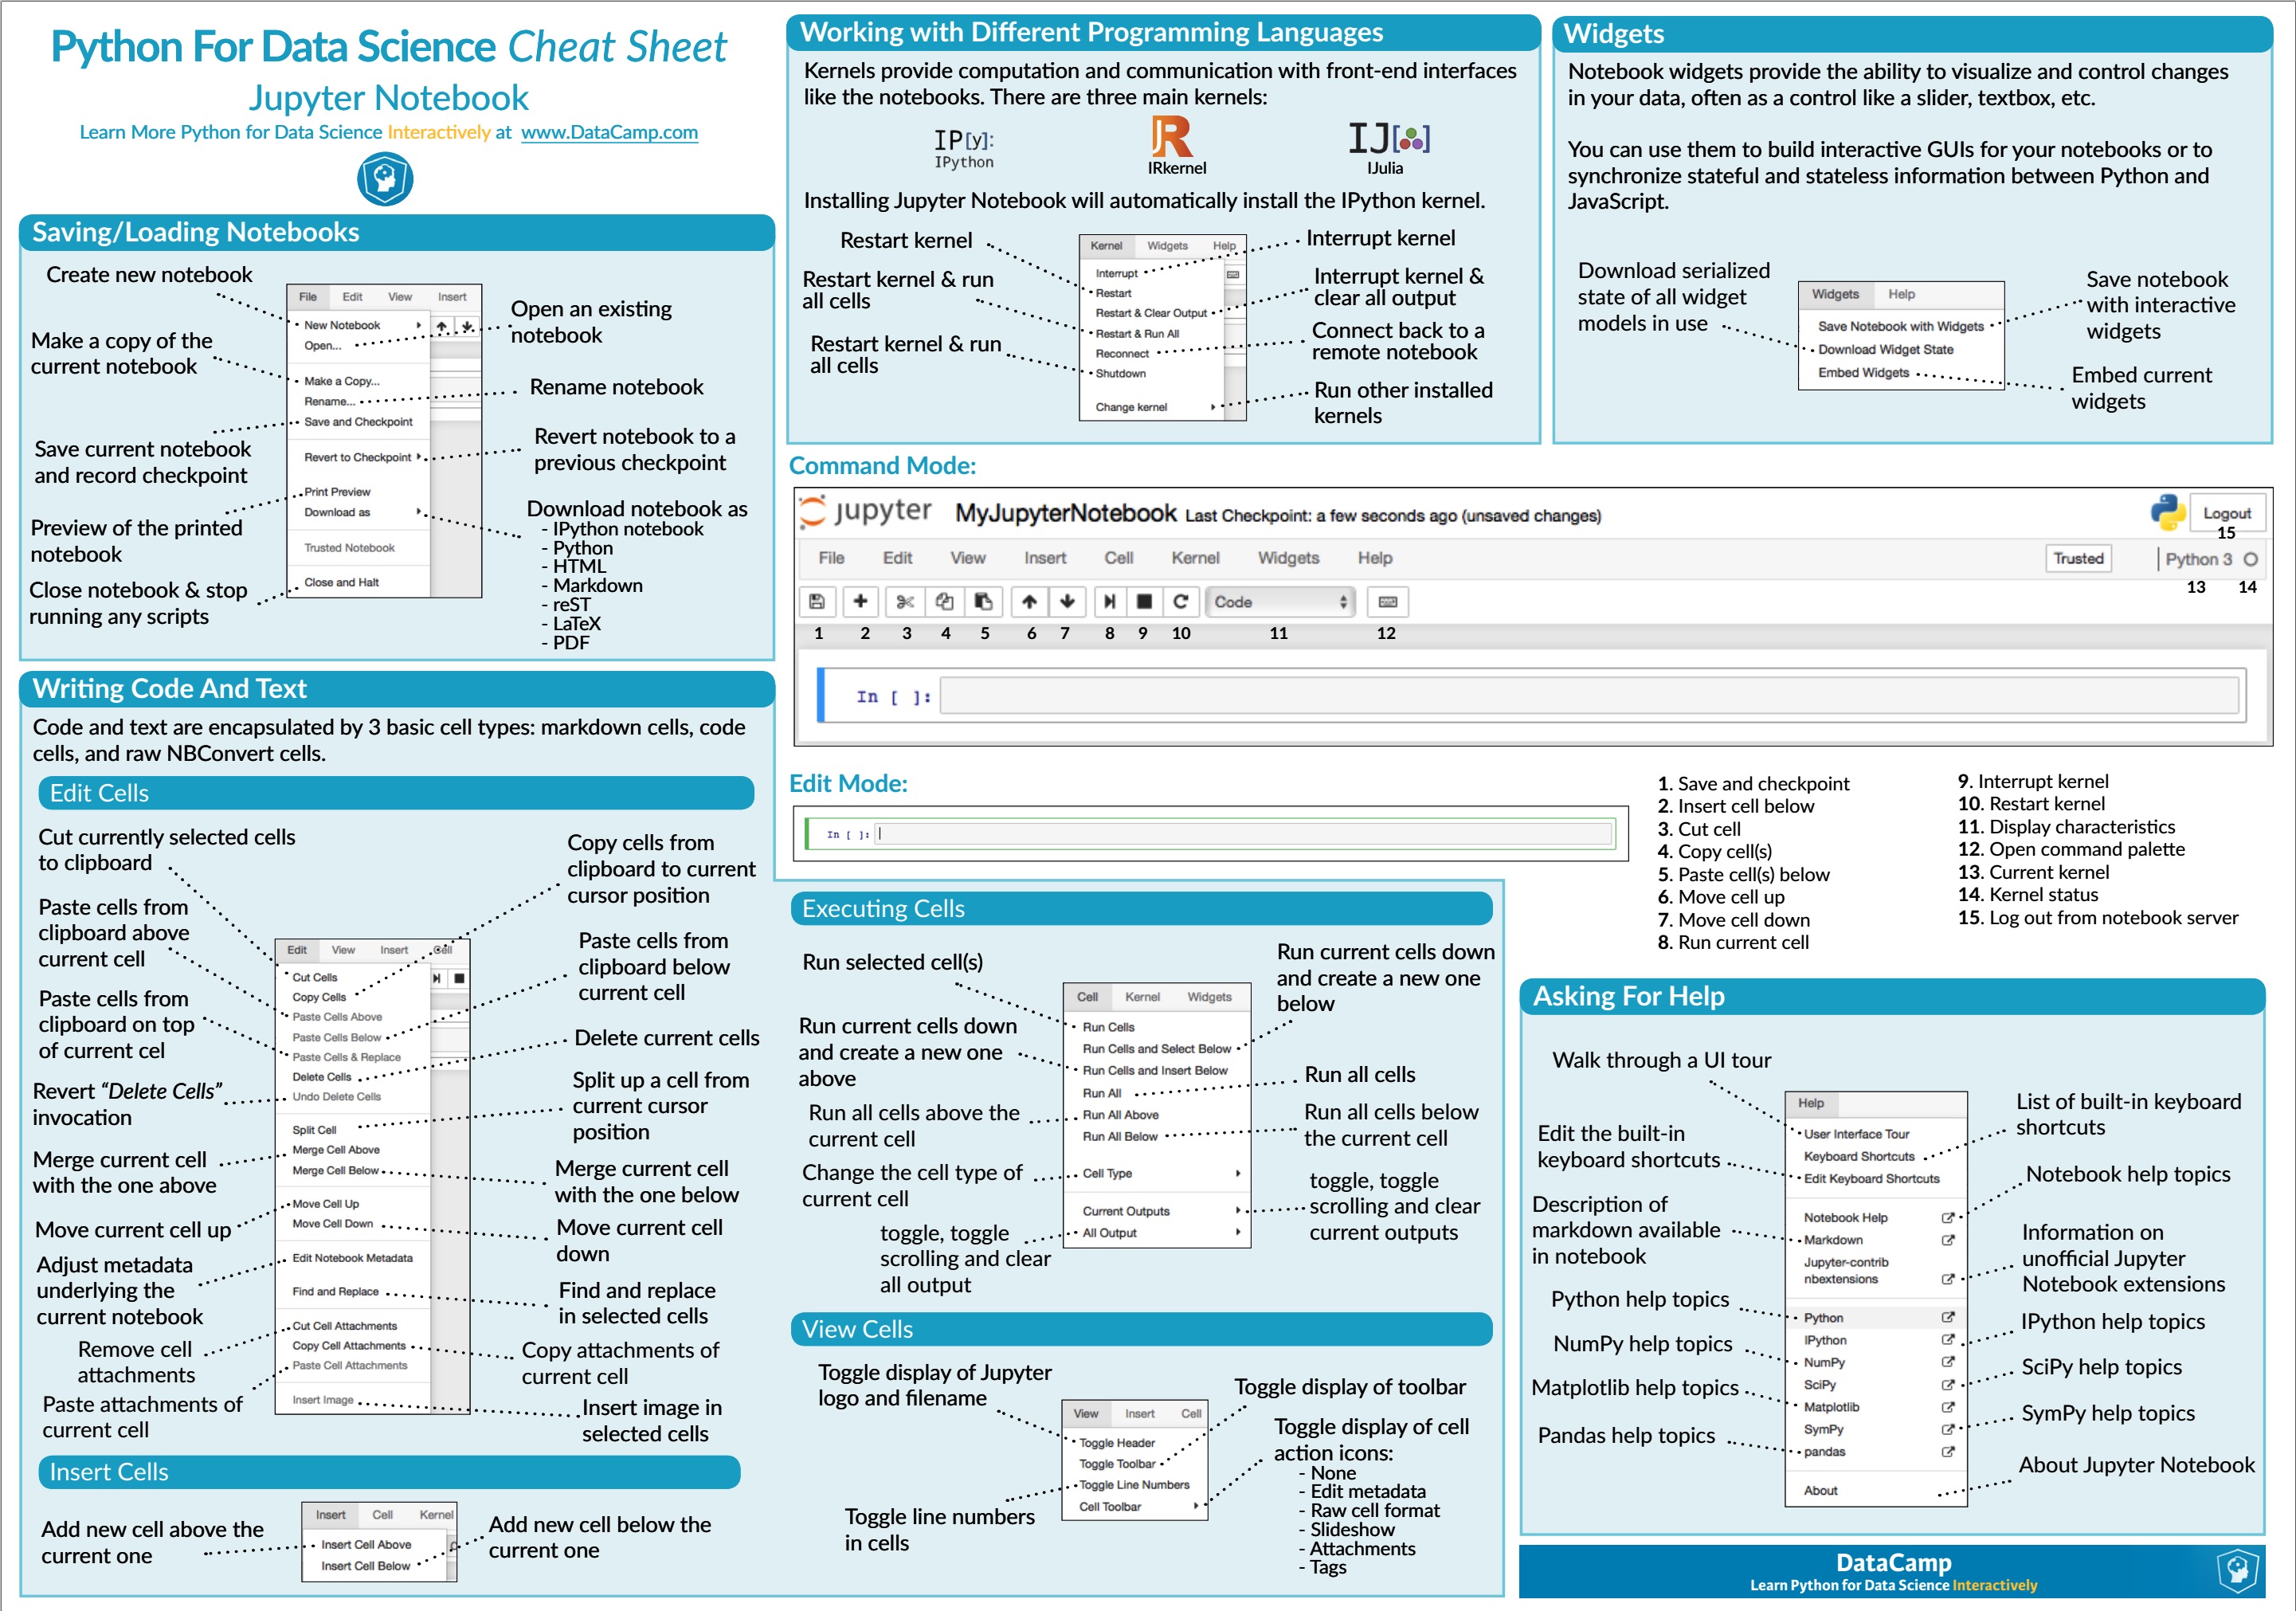 Python For Data Science Cheat Sheet
Jupyter Notebook
Learn More Python for Data Science Interactively at www.DataCamp.com
Saving/Loading Notebooks
Create new notebook
Make a copy of the
current notebook
Save current notebook
and record checkpoint
Preview of the printed
notebook
Close notebook & stop
running any scripts
File Edit View Insert
New Notebook
Open...
Make a Copy...
Rename...
Save and Checkpoint
Revert to Checkpoint
Print Preview
Download as
Trusted Notebook
Close and Halt
Open an existing
notebook
Rename notebook
Revert notebook to a
previous checkpoint
Download notebook as
- IPython notebook
- Python
- HTML
- Markdown
- reST
- LaTeX
- PDF
Writing Code And Text
Code and text are encapsulated by 3 basic cell types: markdown cells, code
cells, and raw NBConvert cells.
Edit Cells
Cut currently selected cells
to clipboard
Paste cells from
clipboard above
current cell
Paste cells from
clipboard on top
of current cel
Revert “Delete Cells”
invocation
Merge current cell
with the one above
Move current cell up
Adjust metadata
underlying the
current notebook
Remove cell
attachments
Paste attachments of
current cell
Edit View Insert Cell
Cut Cells
Copy Cells
Paste Cells Above
Paste Cells Below
Paste Cells & Replace
Delete Cells
Undo Delete Cells
Split Cell
Merge Cell Above
Merge Cell Below
Move Cell Up
Move Cell Down
Edit Notebook Metadata
Find and Replace
Cut Cell Attachments
Copy Cell Attachments
Paste Cell Attachments
Insert Image
Copy cells from
clipboard to current
cursor position
Paste cells from
clipboard below
current cell
Delete current cells
Split up a cell from
current cursor
position
Merge current cell
with the one below
Move current cell
down
Find and replace
in selected cells
Copy attachments of
current cell
Insert image in
selected cells
Insert Cells
Add new cell above the
current one
Insert Cell Kernel
Insert Cell Above
Insert Cell Below
Add new cell below the
current one
Working with Different Programming Languages
Kernels provide computation and communication with front-end interfaces
like the notebooks. There are three main kernels:
IP[y]:
IPython
R
IRkernel
IJ[]
IJulia
Installing Jupyter Notebook will automatically install the IPython kernel.
Restart kernel
Restart kernel & run
all cells
Restart kernel & run
all cells
Kernel Widgets Help
Interrupt
Restart
Restart & Clear Output
Restart & Run All
Reconnect
Shutdown
Change kernel
Interrupt kernel
Interrupt kernel &
clear all output
Connect back to a
remote notebook
Run other installed
kernels
Widgets
Notebook widgets provide the ability to visualize and control changes
in your data, often as a control like a slider, textbox, etc.
You can use them to build interactive GUIs for your notebooks or to
synchronize stateful and stateless information between Python and
JavaScript.
Download serialized
state of all widget
models in use
Widgets Help
Save Notebook with Widgets
Download Widget State
Embed Widgets
Save notebook
with interactive
widgets
Embed current
widgets
Command Mode:
jupyter MyJupyterNotebook Last Checkpoint: a few seconds ago (unsaved changes) Logout
15
File Edit View Insert Cell Kernel Widgets Help Trusted Python 3
13 14
Code
1 2 3 4 5 6 7 8 9 10 11 12
In [ ]:
Edit Mode:
In [ ]:
1. Save and checkpoint
2. Insert cell below
3. Cut cell
4. Copy cell(s)
5. Paste cell(s) below
6. Move cell up
7. Move cell down
8. Run current cell
9. Interrupt kernel
10. Restart kernel
11. Display characteristics
12. Open command palette
13. Current kernel
14. Kernel status
15. Log out from notebook server
Executing Cells
Run selected cell(s)
Run current cells down
and create a new one
above
Run all cells above the
current cell
Change the cell type of
current cell
toggle, toggle
scrolling and clear
all output
Cell Kernel Widgets
Run Cells
Run Cells and Select Below
Run Cells and Insert Below
Run All
Run All Above
Run All Below
Cell Type
Current Outputs
All Output
Run current cells down
and create a new one
below
Run all cells
Run all cells below
the current cell
toggle, toggle
scrolling and clear
current outputs
View Cells
Toggle display of Jupyter
logo and filename
Toggle line numbers
in cells
View Insert Cell
Toggle Header
Toggle Toolbar
Toggle Line Numbers
Cell Toolbar
Toggle display of toolbar
Toggle display of cell
action icons:
- None
- Edit metadata
- Raw cell format
- Slideshow
- Attachments
- Tags
Asking For Help
Walk through a UI tour
Edit the built-in
keyboard shortcuts
Description of
markdown available
in notebook
Python help topics
NumPy help topics
Matplotlib help topics
Pandas help topics
Help
User Interface Tour
Keyboard Shortcuts
Edit Keyboard Shortcuts
Notebook Help
Markdown
Jupyter-contrib
nbextensions
Python
IPython
NumPy
SciPy
Matplotlib
SymPy
pandas
About
List of built-in keyboard
shortcuts
Notebook help topics
Information on
unofficial Jupyter
Notebook extensions
IPython help topics
SciPy help topics
SymPy help topics
About Jupyter Notebook
DataCamp
Learn Python for Data Science Interactively